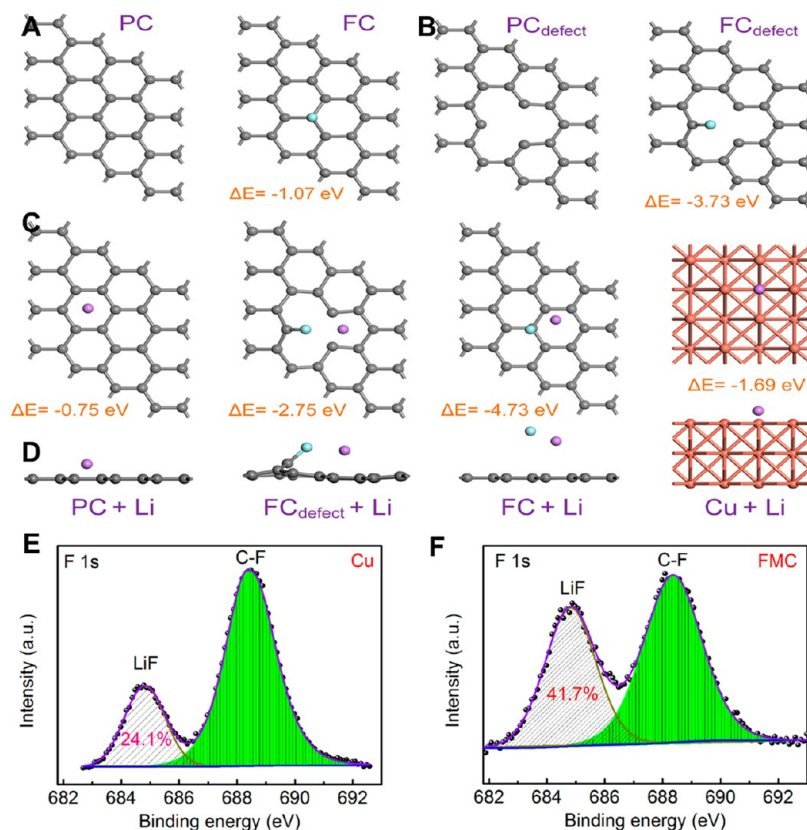 A PC FC B PCdefect FCdefect
ΔE= -1.07 eV ΔE= -3.73 eV
C
ΔE= -0.75 eV ΔE= -2.75 eV ΔE= -4.73 eV ΔE= -1.69 eV
D
PC + Li FCdefect + Li FC + Li Cu + Li
E F 1s C-F Cu
LiF
24.1%
Intensity (a.u.)
682 684 686 688 690 692
Binding energy (eV)
F F 1s C-F FMC
LiF
41.7%
Intensity (a.u.)
682 684 686 688 690 692
Binding energy (eV)